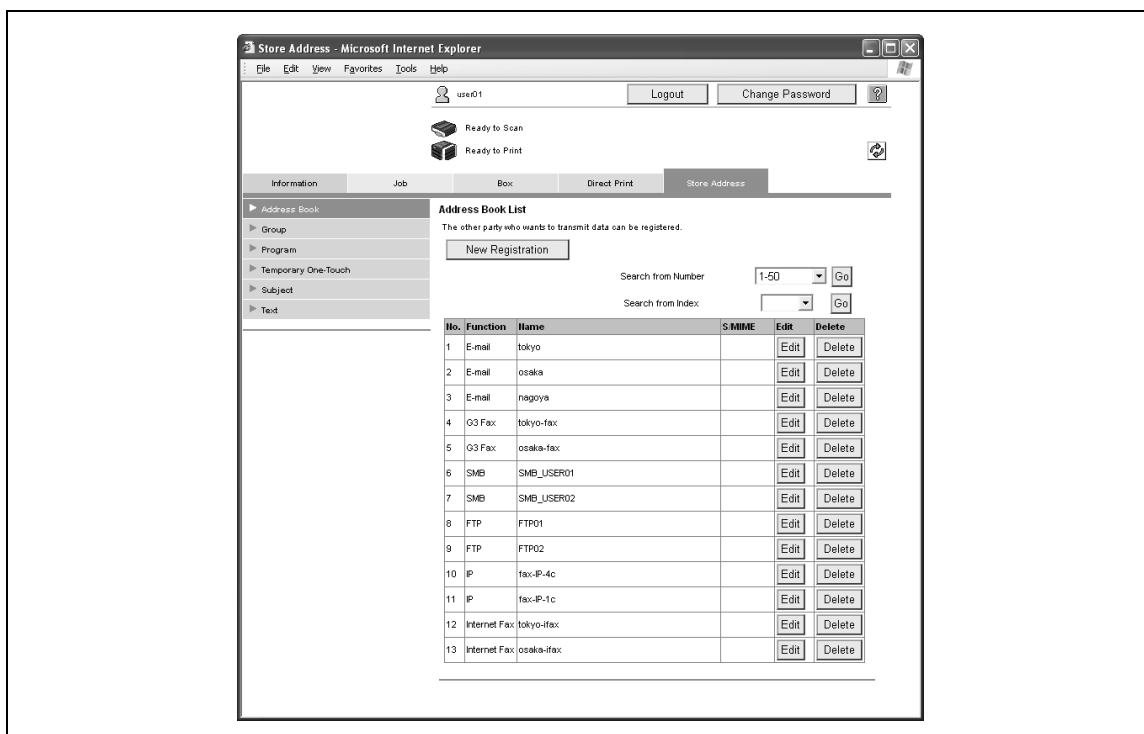 Store Address - Microsoft Internet Explorer
File Edit View Favorites Tools Help
user01 Logout Change Password ?
Ready to Scan
Ready to Print
Information Job Box Direct Print Store Address
Address Book
Group
Program
Temporary One-Touch
Subject
Text
Address Book List
The other party who wants to transmit data can be registered.
New Registration
Search from Number 1-50 Go
Search from Index Go
No. Function Name S/MIME Edit Delete
1 E-mail tokyo Edit Delete
2 E-mail osaka Edit Delete
3 E-mail nagoya Edit Delete
4 G3 Fax tokyo-fax Edit Delete
5 G3 Fax osaka-fax Edit Delete
6 SMB SMB_USER01 Edit Delete
7 SMB SMB_USER02 Edit Delete
8 FTP FTP01 Edit Delete
9 FTP FTP02 Edit Delete
10 IP fax-IP-4c Edit Delete
11 IP fax-IP-1c Edit Delete
12 Internet Fax tokyo-ifax Edit Delete
13 Internet Fax osaka-ifax Edit Delete